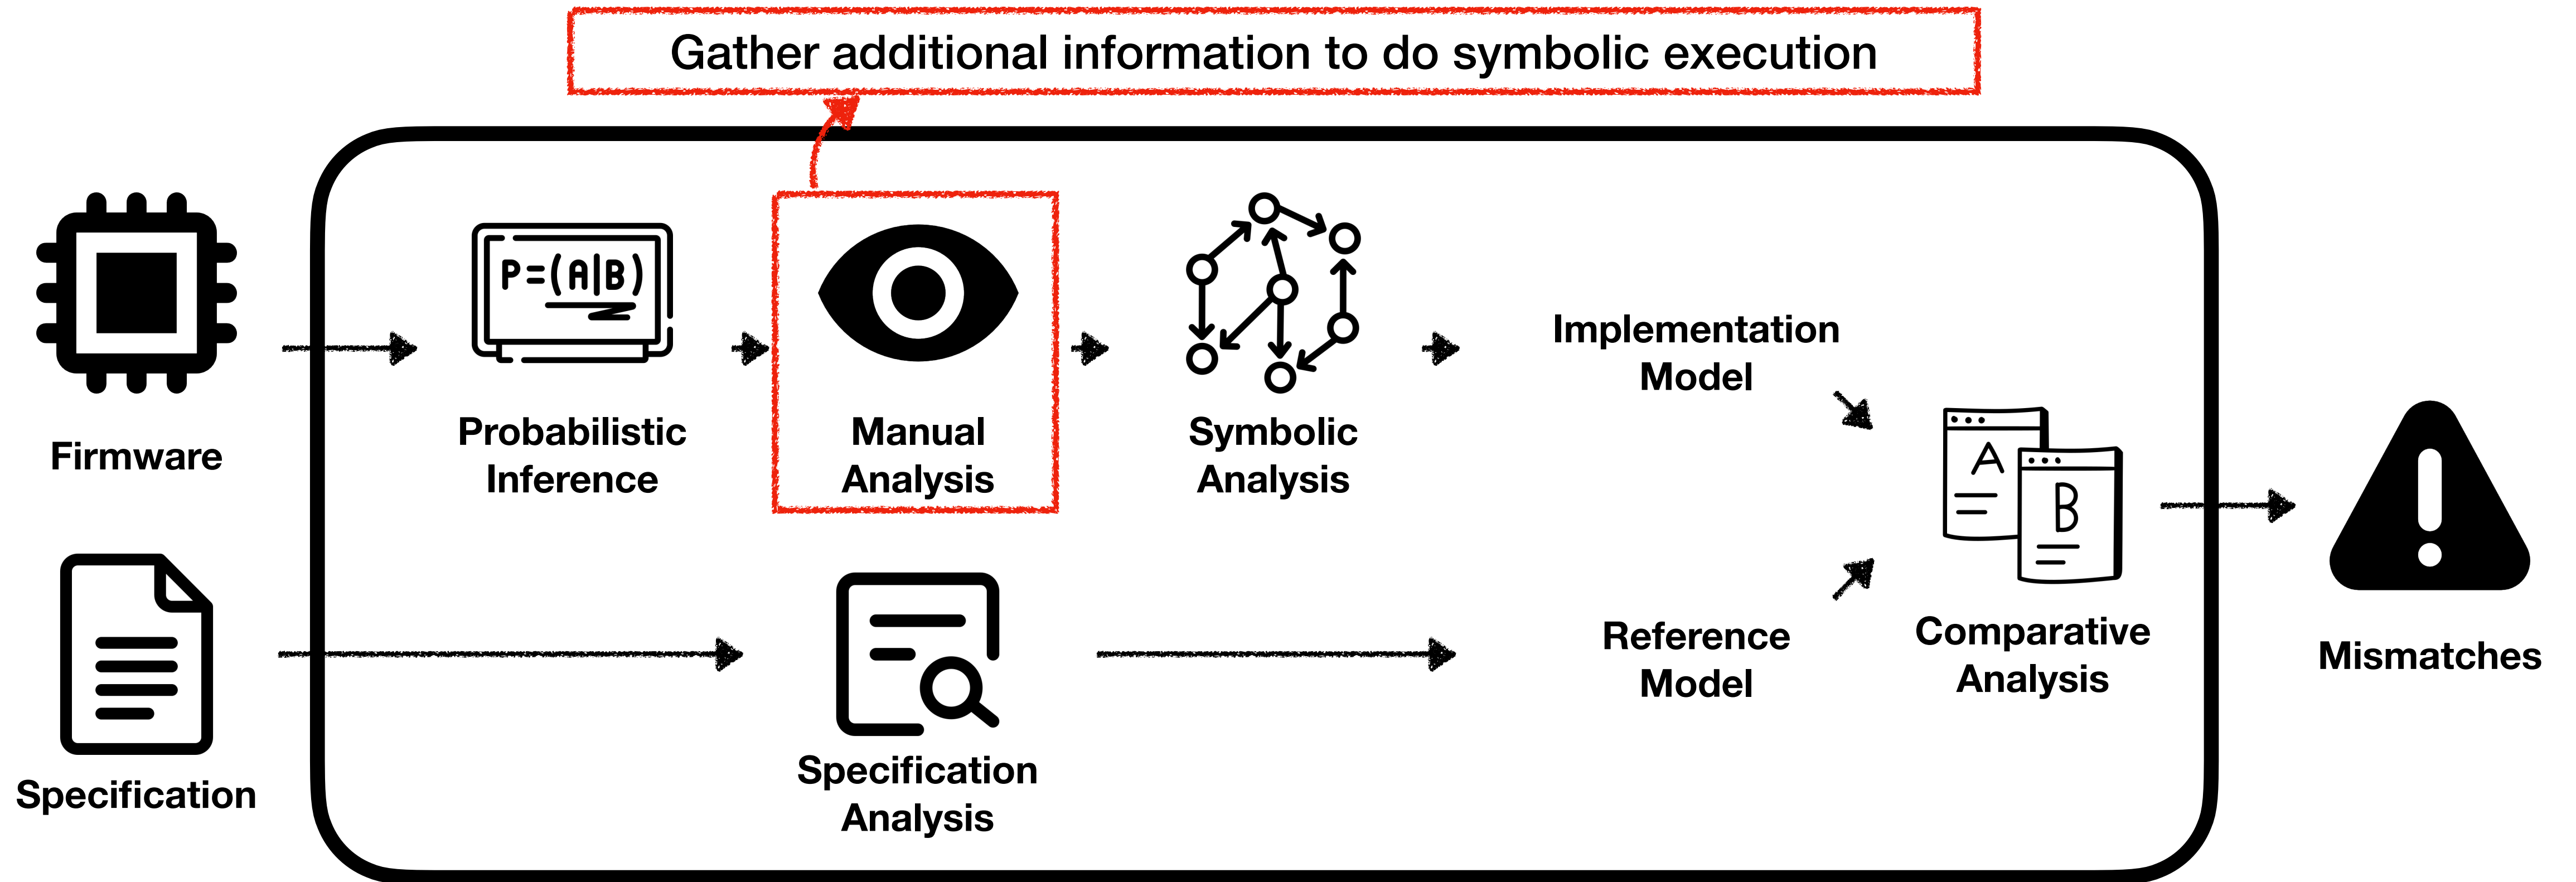 Gather additional information to do symbolic execution
P=(A|B)
Firmware
Probabilistic
Inference
Manual
Analysis
Symbolic
Analysis
Implementation
Model
A
B
Specification
Specification
Analysis
Reference
Model
Comparative
Analysis
Mismatches